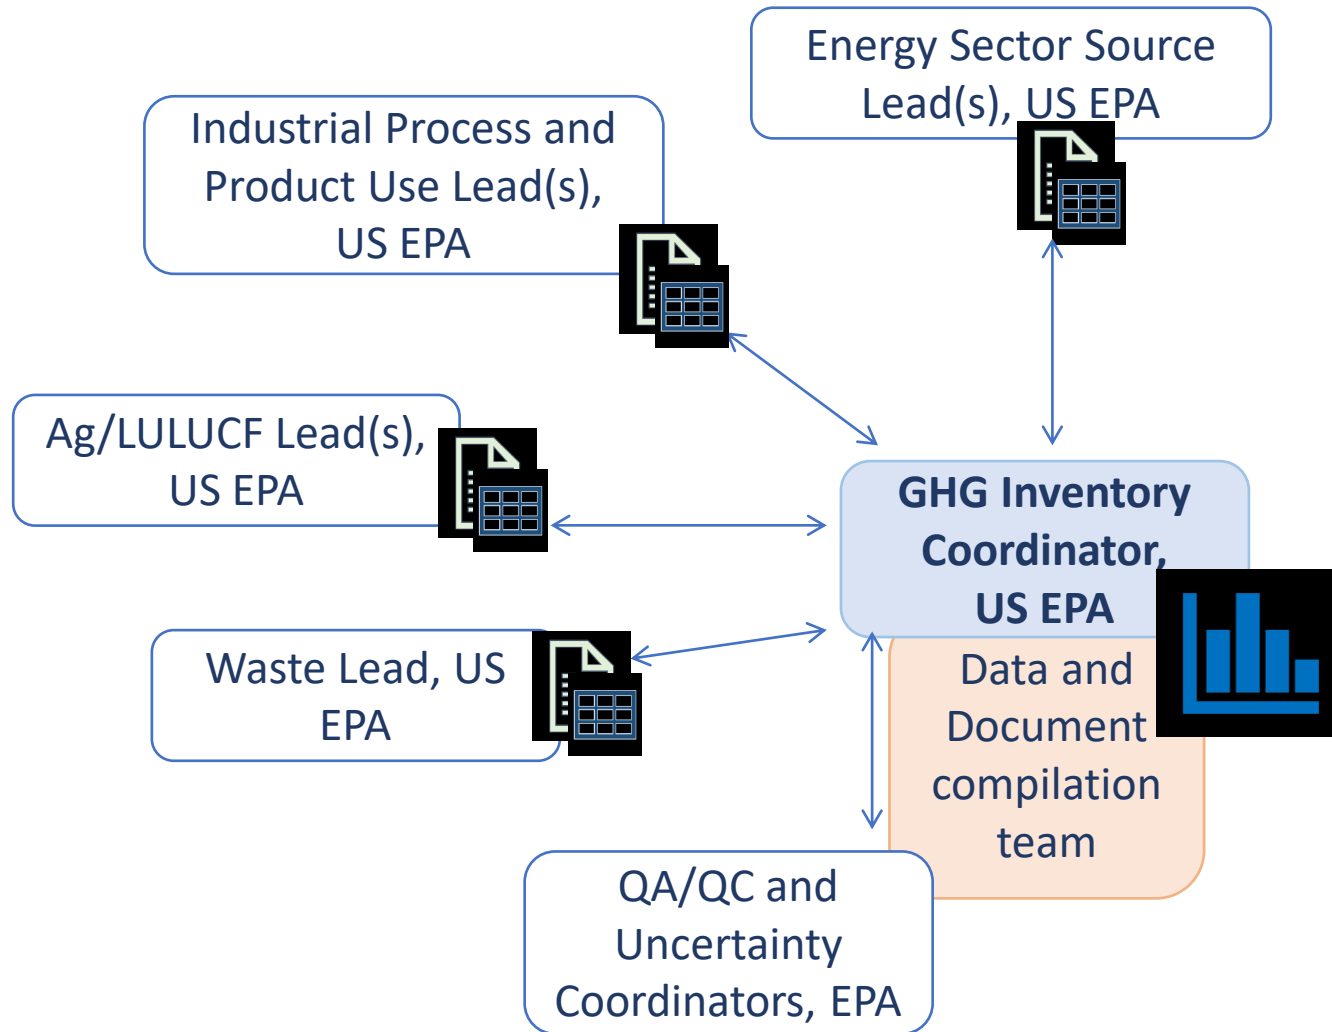 Energy Sector Source
Lead(s), US EPA
Industrial Process and
Product Use Lead(s),
US EPA
Ag/LULUCF Lead(s),
US EPA
GHG Inventory
Coordinator,
US EPA
Waste Lead, US
EPA
Data and
Document
compilation
team
QA/QC and
Uncertainty
Coordinators, EPA